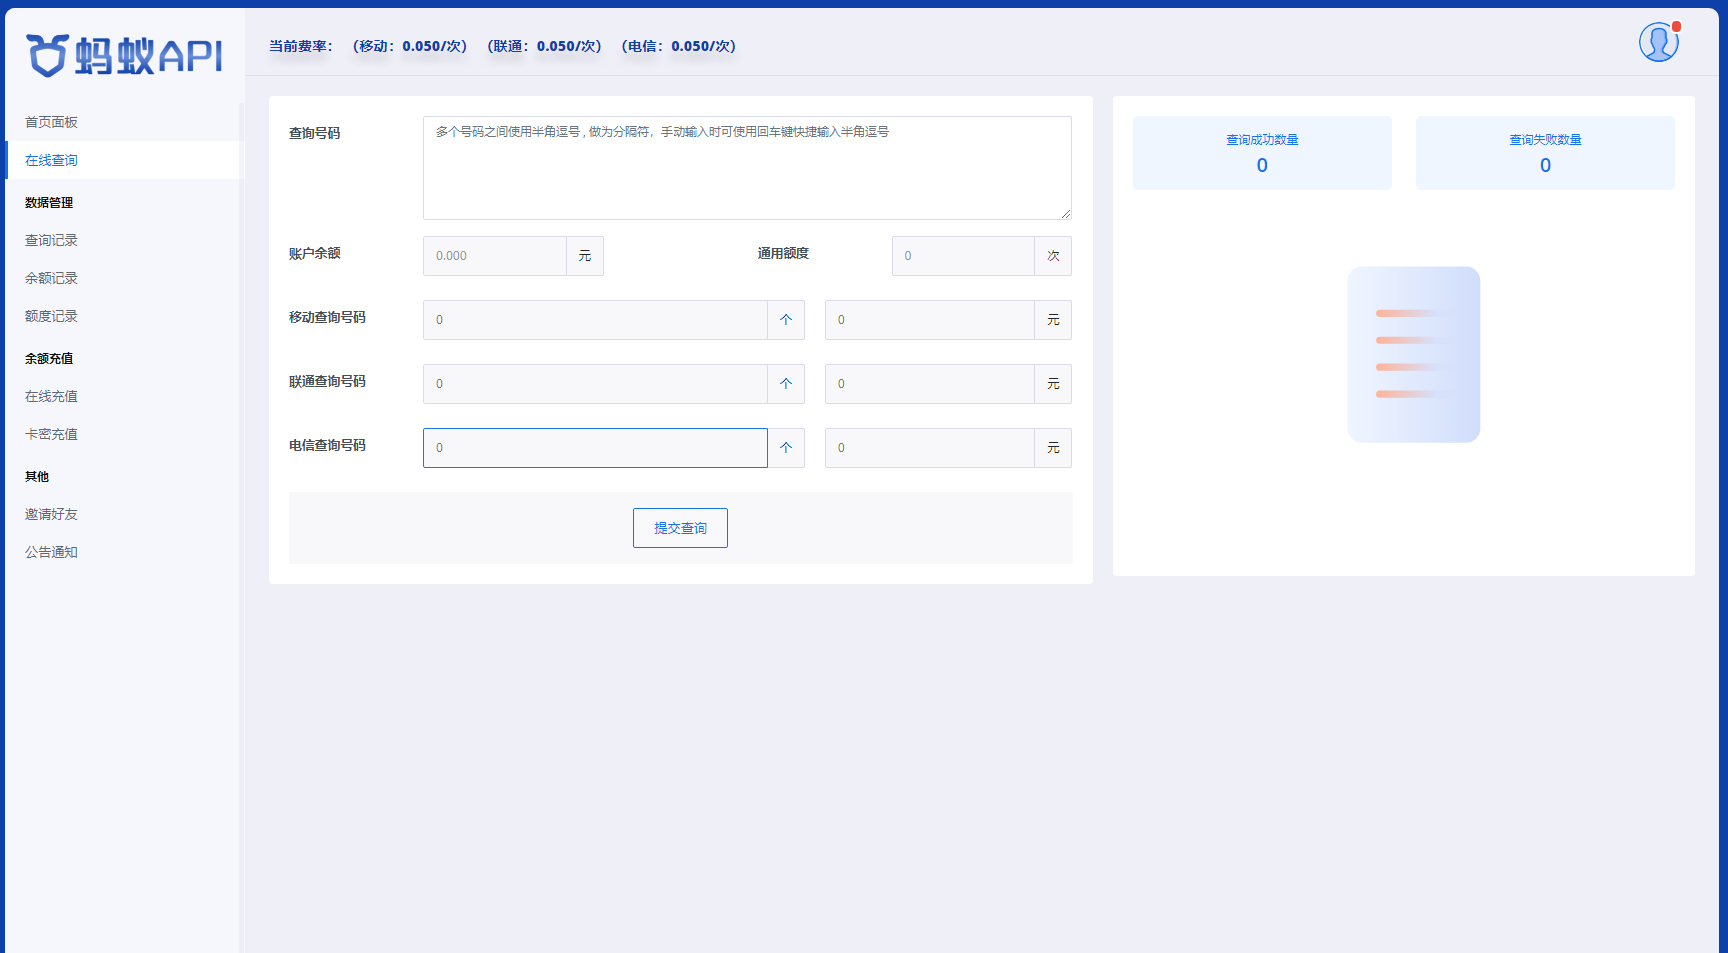 蚂蚁API
当前费率： （移动：0.050/次） （联通：0.050/次） （电信：0.050/次）
首页面板
在线查询
数据管理
查询记录
余额记录
额度记录
余额充值
在线充值
卡密充值
其他
邀请好友
公告通知
查询号码
多个号码之间使用半角逗号 , 做为分隔符，手动输入时可使用回车键快捷输入半角逗号
账户余额 0.000 元 通用额度 0 次
移动查询号码 0 个 0 元
联通查询号码 0 个 0 元
电信查询号码 0 个 0 元
提交查询
查询成功数量
0
查询失败数量
0